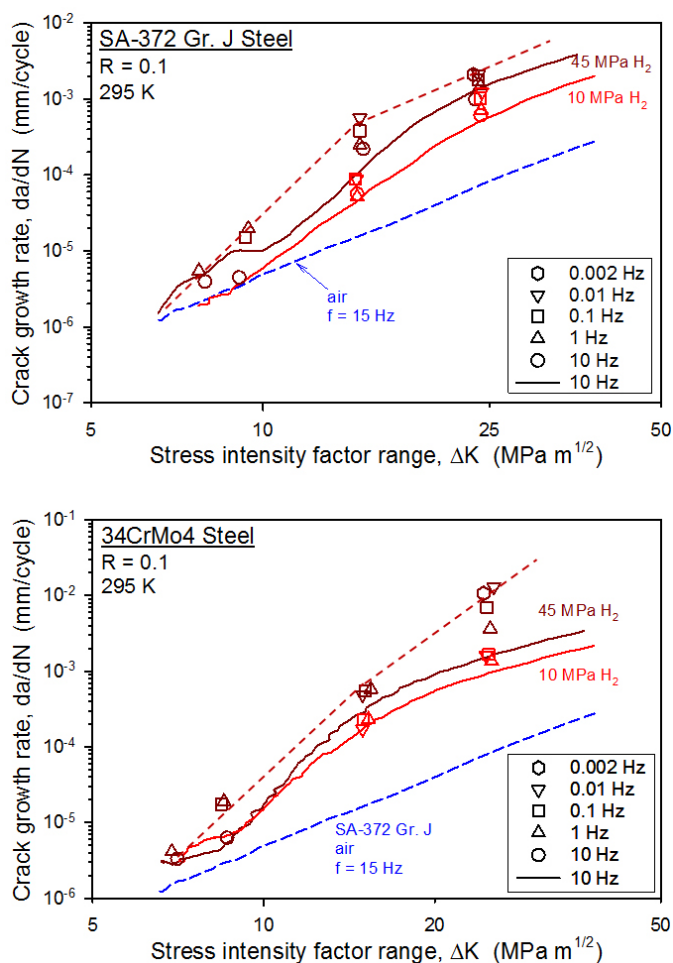 SA-372 Gr. J Steel
R = 0.1
295 K
45 MPa H₂
10 MPa H₂
air
f = 15 Hz
0.002 Hz
0.01 Hz
0.1 Hz
1 Hz
10 Hz
10 Hz
10⁻²
10⁻³
10⁻⁴
10⁻⁵
10⁻⁶
10⁻⁷
Crack growth rate, da/dN (mm/cycle)
5 10 25 50
Stress intensity factor range, ΔK (MPa m¹/²)
34CrMo4 Steel
R = 0.1
295 K
45 MPa H₂
10 MPa H₂
SA-372 Gr. J
air
f = 15 Hz
0.002 Hz
0.01 Hz
0.1 Hz
1 Hz
10 Hz
10 Hz
10⁻¹
10⁻²
10⁻³
10⁻⁴
10⁻⁵
10⁻⁶
Crack growth rate, da/dN (mm/cycle)
5 10 20 50
Stress intensity factor range, ΔK (MPa m¹/²)